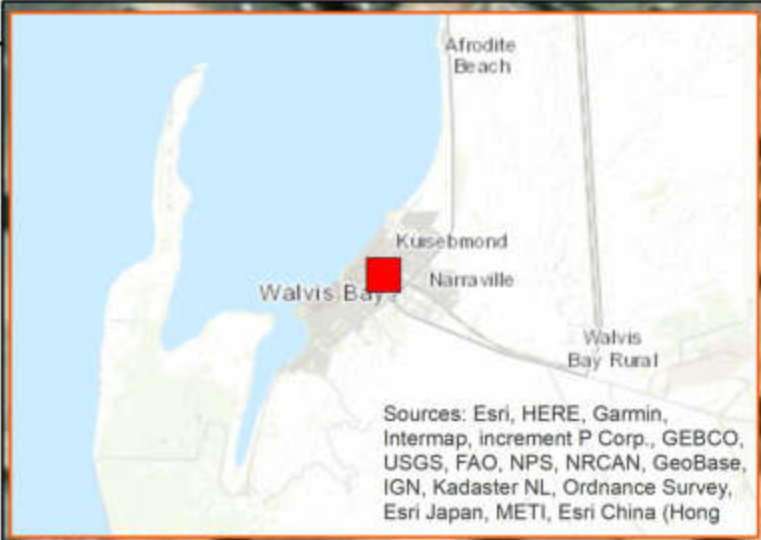 Afrodite
Beach
Kuisebmond
Narraville
Walvis Bay
Walvis
Bay Rural
Sources: Esri, HERE, Garmin,
Intermap, increment P Corp., GEBCO,
USGS, FAO, NPS, NRCAN, GeoBase,
IGN, Kadaster NL, Ordnance Survey,
Esri Japan, METI, Esri China (Hong